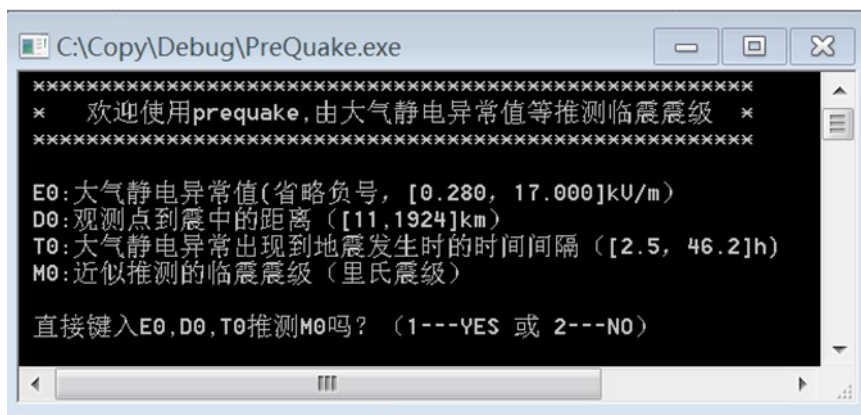 C:\Copy\Debug\PreQuake.exe
******************************************************
*   欢迎使用prequake,由大气静电异常值等推测临震震级  *
******************************************************
E0:大气静电异常值(省略负号，[0.280，17.000]kV/m）
D0:观测点到震中的距离（[11,1924]km）
T0:大气静电异常出现到地震发生时的时间间隔（[2.5，46.2]h)
M0:近似推测的临震震级（里氏震级）
直接键入E0,D0,T0推测M0吗？（1---YES 或 2---NO）